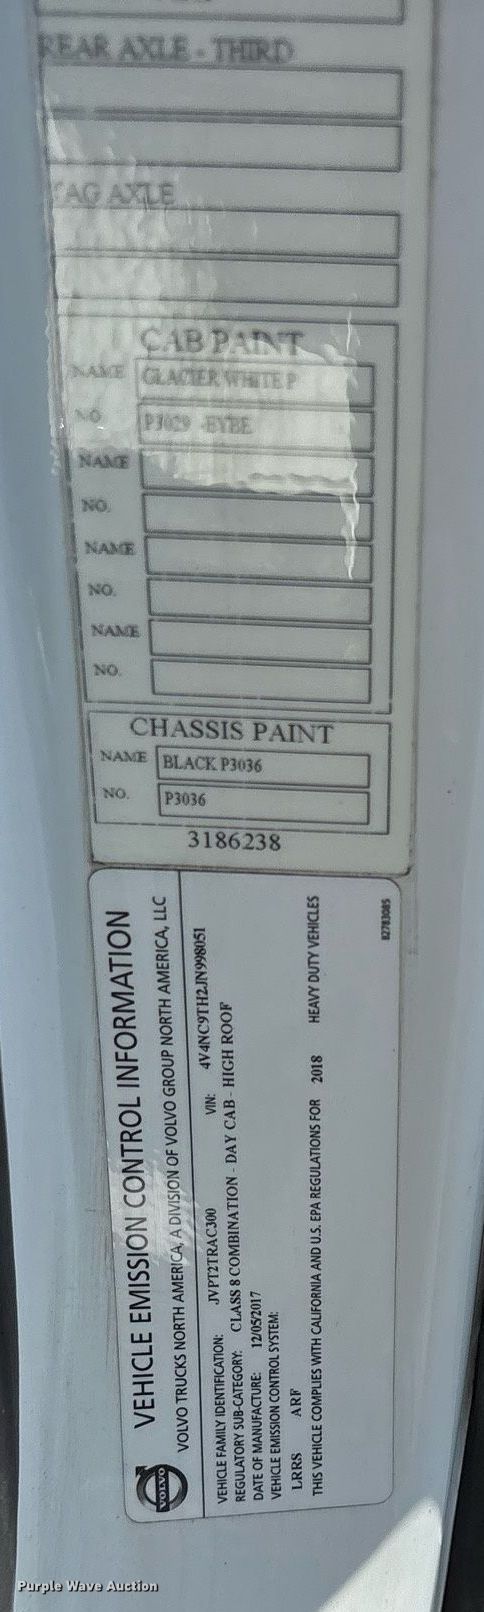 REAR AXLE - THIRD
TAG AXLE
CAB PAINT
NAME GLACIER WHITE P
NO P3029 -EYBE
NAME
NO.
NAME
NO.
NAME
NO.
CHASSIS PAINT
NAME BLACK P3036
NO. P3036
3186238
VEHICLE EMISSION CONTROL INFORMATION
VOLVO TRUCKS NORTH AMERICA, A DIVISION OF VOLVO GROUP NORTH AMERICA, LLC
VEHICLE FAMILY IDENTIFICATION: JVPT2TRAC300 VIN: 4V4NC9TH2JN998051
REGULATORY SUB-CATEGORY: CLASS 8 COMBINATION - DAY CAB - HIGH ROOF
DATE OF MANUFACTURE: 12/05/2017
VEHICLE EMISSION CONTROL SYSTEM:
LRRS ARF
THIS VEHICLE COMPLIES WITH CALIFORNIA AND U.S. EPA REGULATIONS FOR 2018 HEAVY DUTY VEHICLES
82783085
VOLVO
Purple Wave Auction